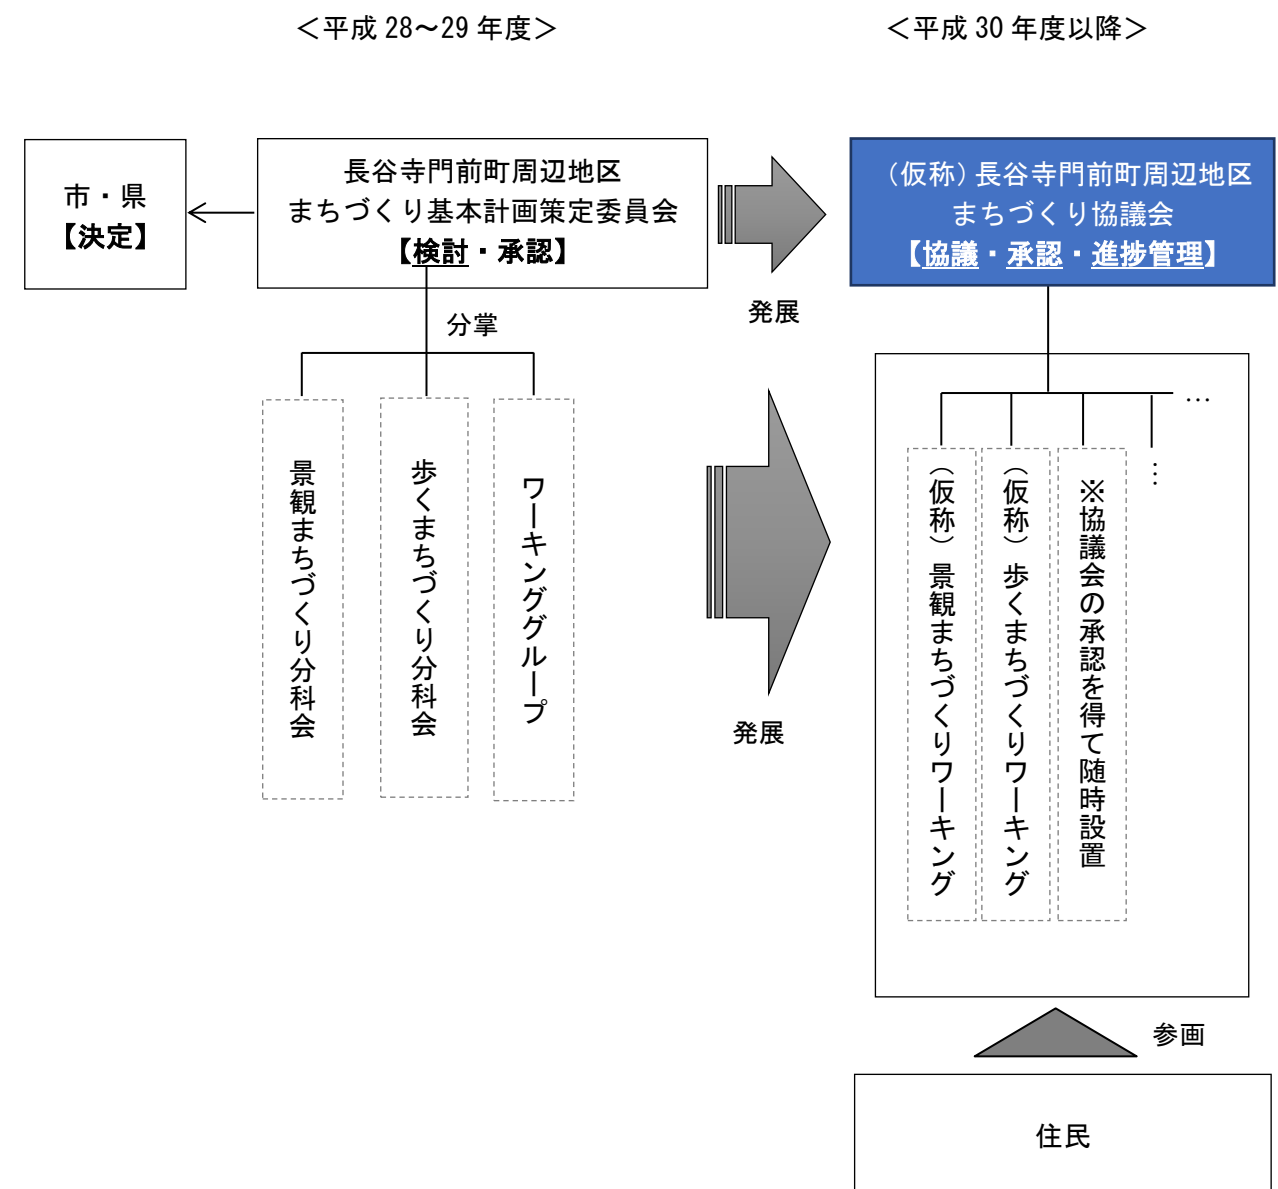 ＜平成 28～29 年度＞
＜平成 30 年度以降＞
市・県
【決定】
長谷寺門前町周辺地区
まちづくり基本計画策定委員会
【検討・承認】
（仮称）長谷寺門前町周辺地区
まちづくり協議会
【協議・承認・進捗管理】
発展
分掌
景観まちづくり分科会
歩くまちづくり分科会
ワーキンググループ
発展
…
（仮称）景観まちづくりワーキング
（仮称）歩くまちづくりワーキング
※協議会の承認を得て随時設置
…
参画
住民